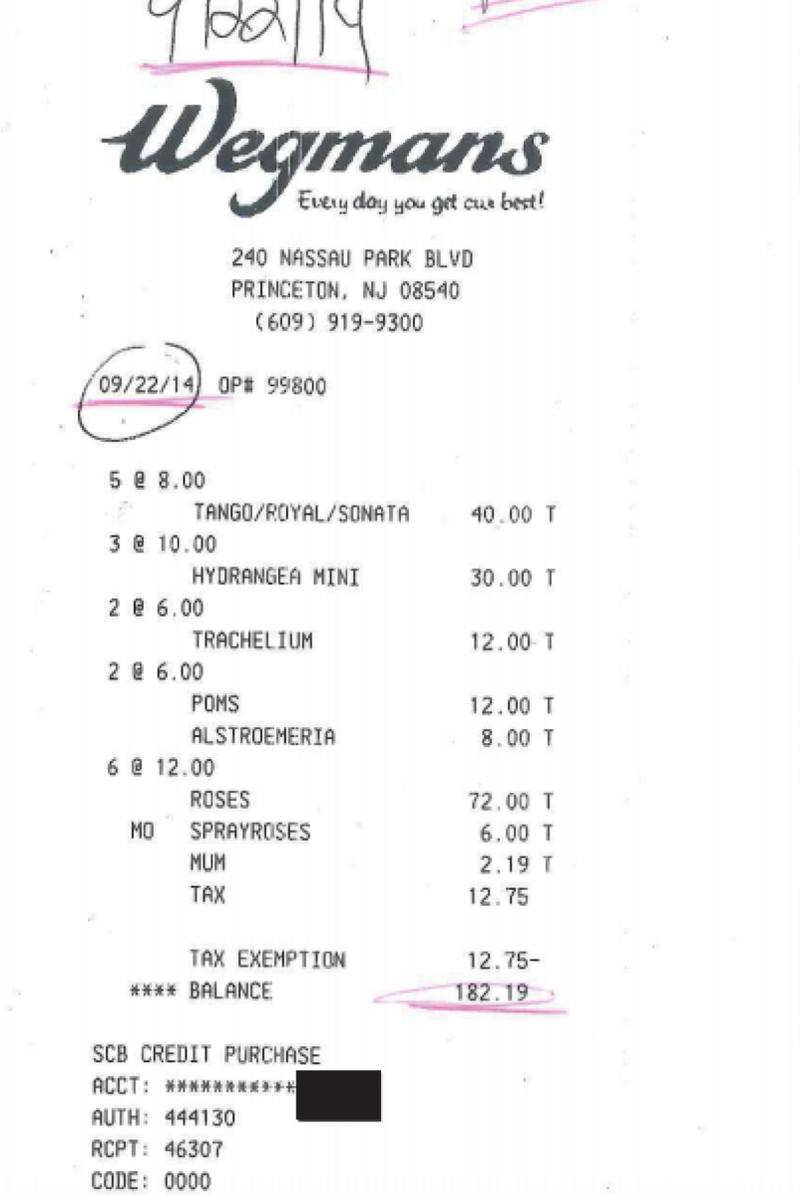 9/22/14
Wegmans
Every day you get our best!
240 NASSAU PARK BLVD
PRINCETON, NJ 08540
(609) 919-9300
09/22/14 OP# 99800
5 @ 8.00
TANGO/ROYAL/SONATA 40.00 T
3 @ 10.00
HYDRANGEA MINI 30.00 T
2 @ 6.00
TRACHELIUM 12.00 T
2 @ 6.00
POMS 12.00 T
ALSTROEMERIA 8.00 T
6 @ 12.00
ROSES 72.00 T
MO SPRAYROSES 6.00 T
MUM 2.19 T
TAX 12.75
TAX EXEMPTION 12.75-
**** BALANCE 182.19
SCB CREDIT PURCHASE
ACCT: ***********
AUTH: 444130
RCPT: 46307
CODE: 0000